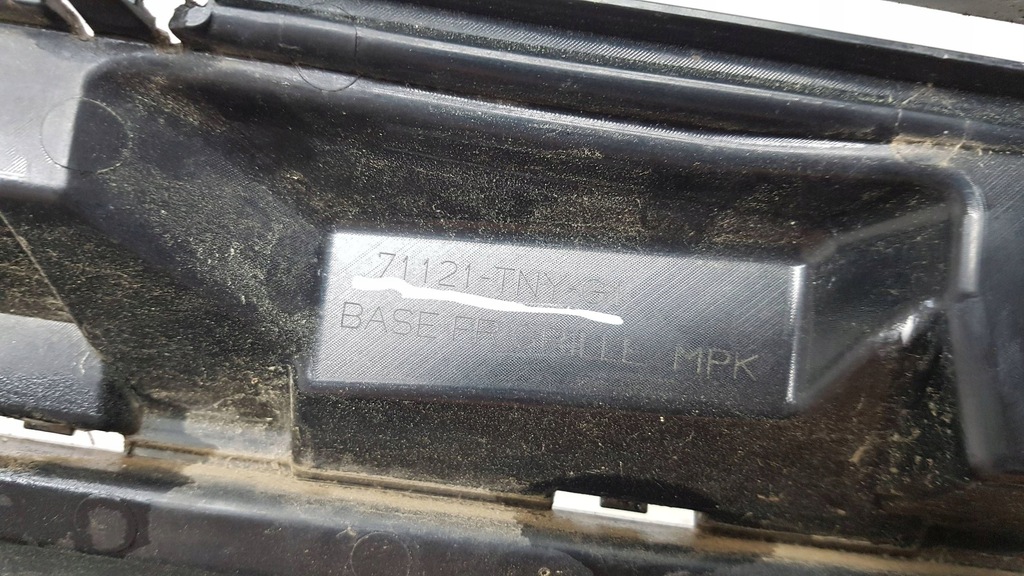 71121-TNY-G
BASE FR GRILLE MPK